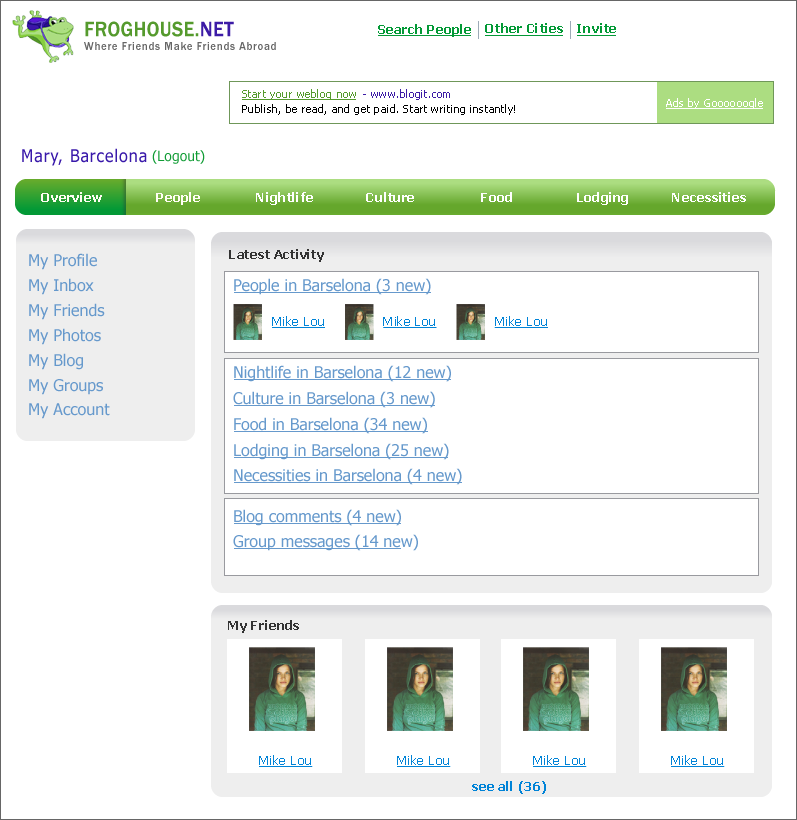 FROGHOUSE.NET
Where Friends Make Friends Abroad
Search People | Other Cities | Invite
Start your weblog now - www.blogit.com
Publish, be read, and get paid. Start writing instantly!
Ads by Goooooogle
Mary, Barcelona (Logout)
Overview People Nightlife Culture Food Lodging Necessities
My Profile
My Inbox
My Friends
My Photos
My Blog
My Groups
My Account
Latest Activity
People in Barselona (3 new)
Mike Lou Mike Lou Mike Lou
Nightlife in Barselona (12 new)
Culture in Barselona (3 new)
Food in Barselona (34 new)
Lodging in Barselona (25 new)
Necessities in Barselona (4 new)
Blog comments (4 new)
Group messages (14 new)
My Friends
Mike Lou Mike Lou Mike Lou Mike Lou
see all (36)